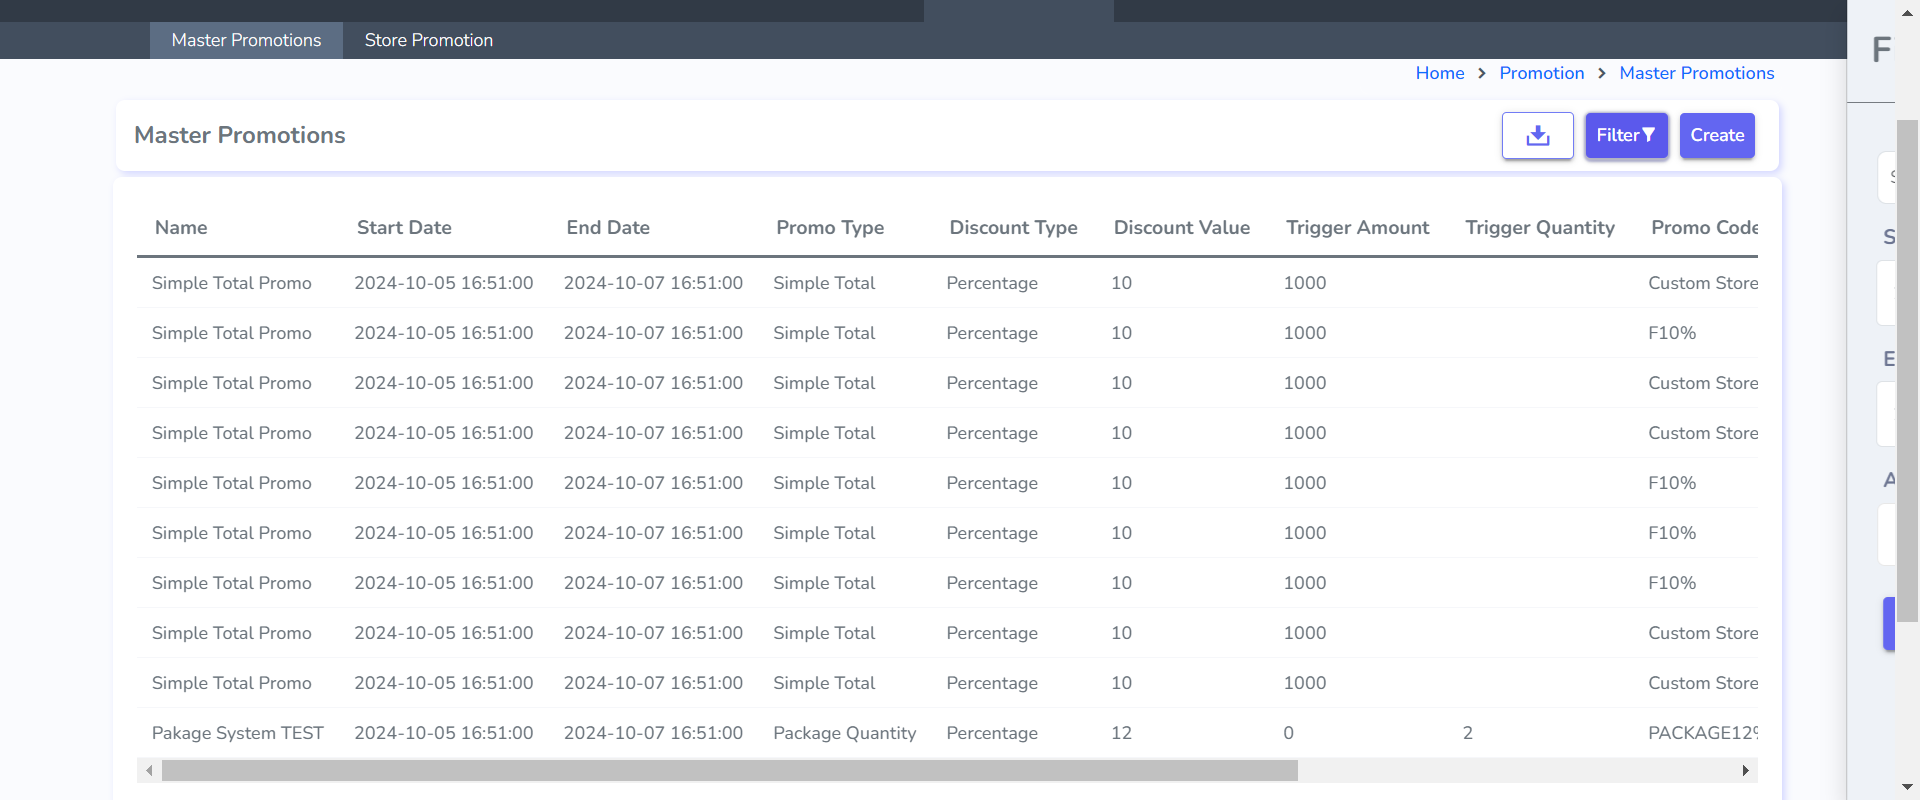 Master Promotions Store Promotion
Home > Promotion > Master Promotions
Master Promotions Filter Create
Name Start Date End Date Promo Type Discount Type Discount Value Trigger Amount Trigger Quantity Promo Code
Simple Total Promo 2024-10-05 16:51:00 2024-10-07 16:51:00 Simple Total Percentage 10 1000 Custom Store
Simple Total Promo 2024-10-05 16:51:00 2024-10-07 16:51:00 Simple Total Percentage 10 1000 F10%
Simple Total Promo 2024-10-05 16:51:00 2024-10-07 16:51:00 Simple Total Percentage 10 1000 Custom Store
Simple Total Promo 2024-10-05 16:51:00 2024-10-07 16:51:00 Simple Total Percentage 10 1000 Custom Store
Simple Total Promo 2024-10-05 16:51:00 2024-10-07 16:51:00 Simple Total Percentage 10 1000 F10%
Simple Total Promo 2024-10-05 16:51:00 2024-10-07 16:51:00 Simple Total Percentage 10 1000 F10%
Simple Total Promo 2024-10-05 16:51:00 2024-10-07 16:51:00 Simple Total Percentage 10 1000 F10%
Simple Total Promo 2024-10-05 16:51:00 2024-10-07 16:51:00 Simple Total Percentage 10 1000 Custom Store
Simple Total Promo 2024-10-05 16:51:00 2024-10-07 16:51:00 Simple Total Percentage 10 1000 Custom Store
Pakage System TEST 2024-10-05 16:51:00 2024-10-07 16:51:00 Package Quantity Percentage 12 0 2 PACKAGE12%